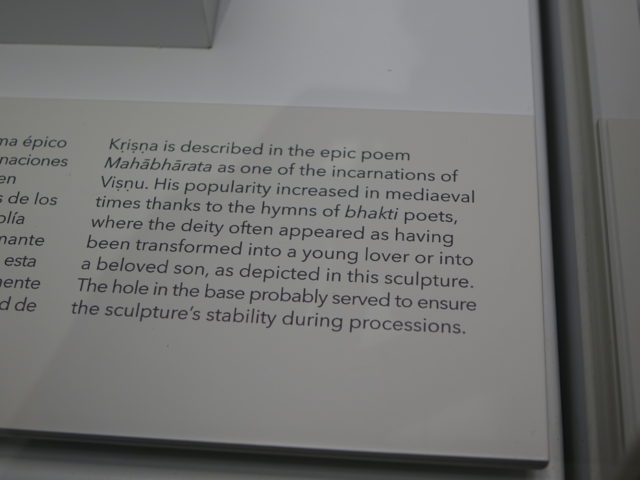 ma épico
naciones
en
s de los
olía
mante
esta
mente
d de
Kṛiṣṇa is described in the epic poem
Mahābhārata as one of the incarnations of
Viṣṇu. His popularity increased in mediaeval
times thanks to the hymns of bhakti poets,
where the deity often appeared as having
been transformed into a young lover or into
a beloved son, as depicted in this sculpture.
The hole in the base probably served to ensure
the sculpture's stability during processions.